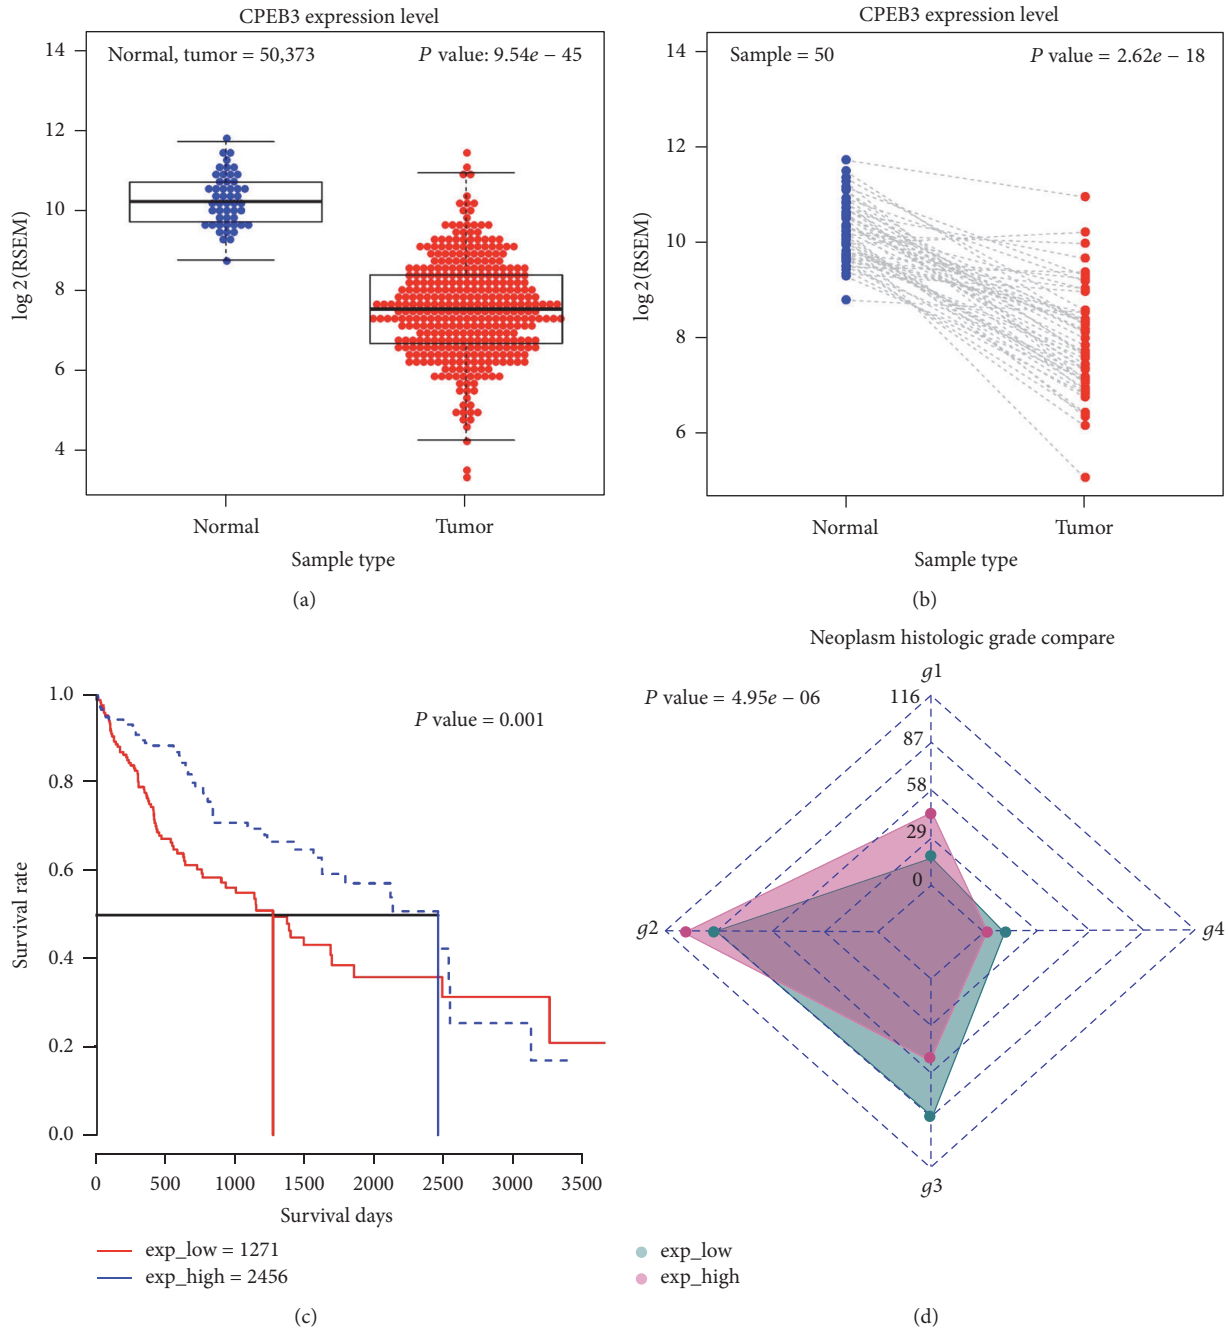 CPEB3 expression level
Normal, tumor = 50,373
P value: 9.54e − 45
14
12
10
8
6
4
log 2(RSEM)
Normal
Tumor
Sample type
(a)
CPEB3 expression level
Sample = 50
P value = 2.62e − 18
14
12
10
8
6
log 2(RSEM)
Normal
Tumor
Sample type
(b)
P value = 0.001
1.0
0.8
0.6
0.4
0.2
0.0
Survival rate
0
500
1000
1500
2000
2500
3000
3500
Survival days
exp_low = 1271
exp_high = 2456
(c)
Neoplasm histologic grade compare
P value = 4.95e − 06
g1
116
87
58
29
0
g2
g4
g3
exp_low
exp_high
(d)